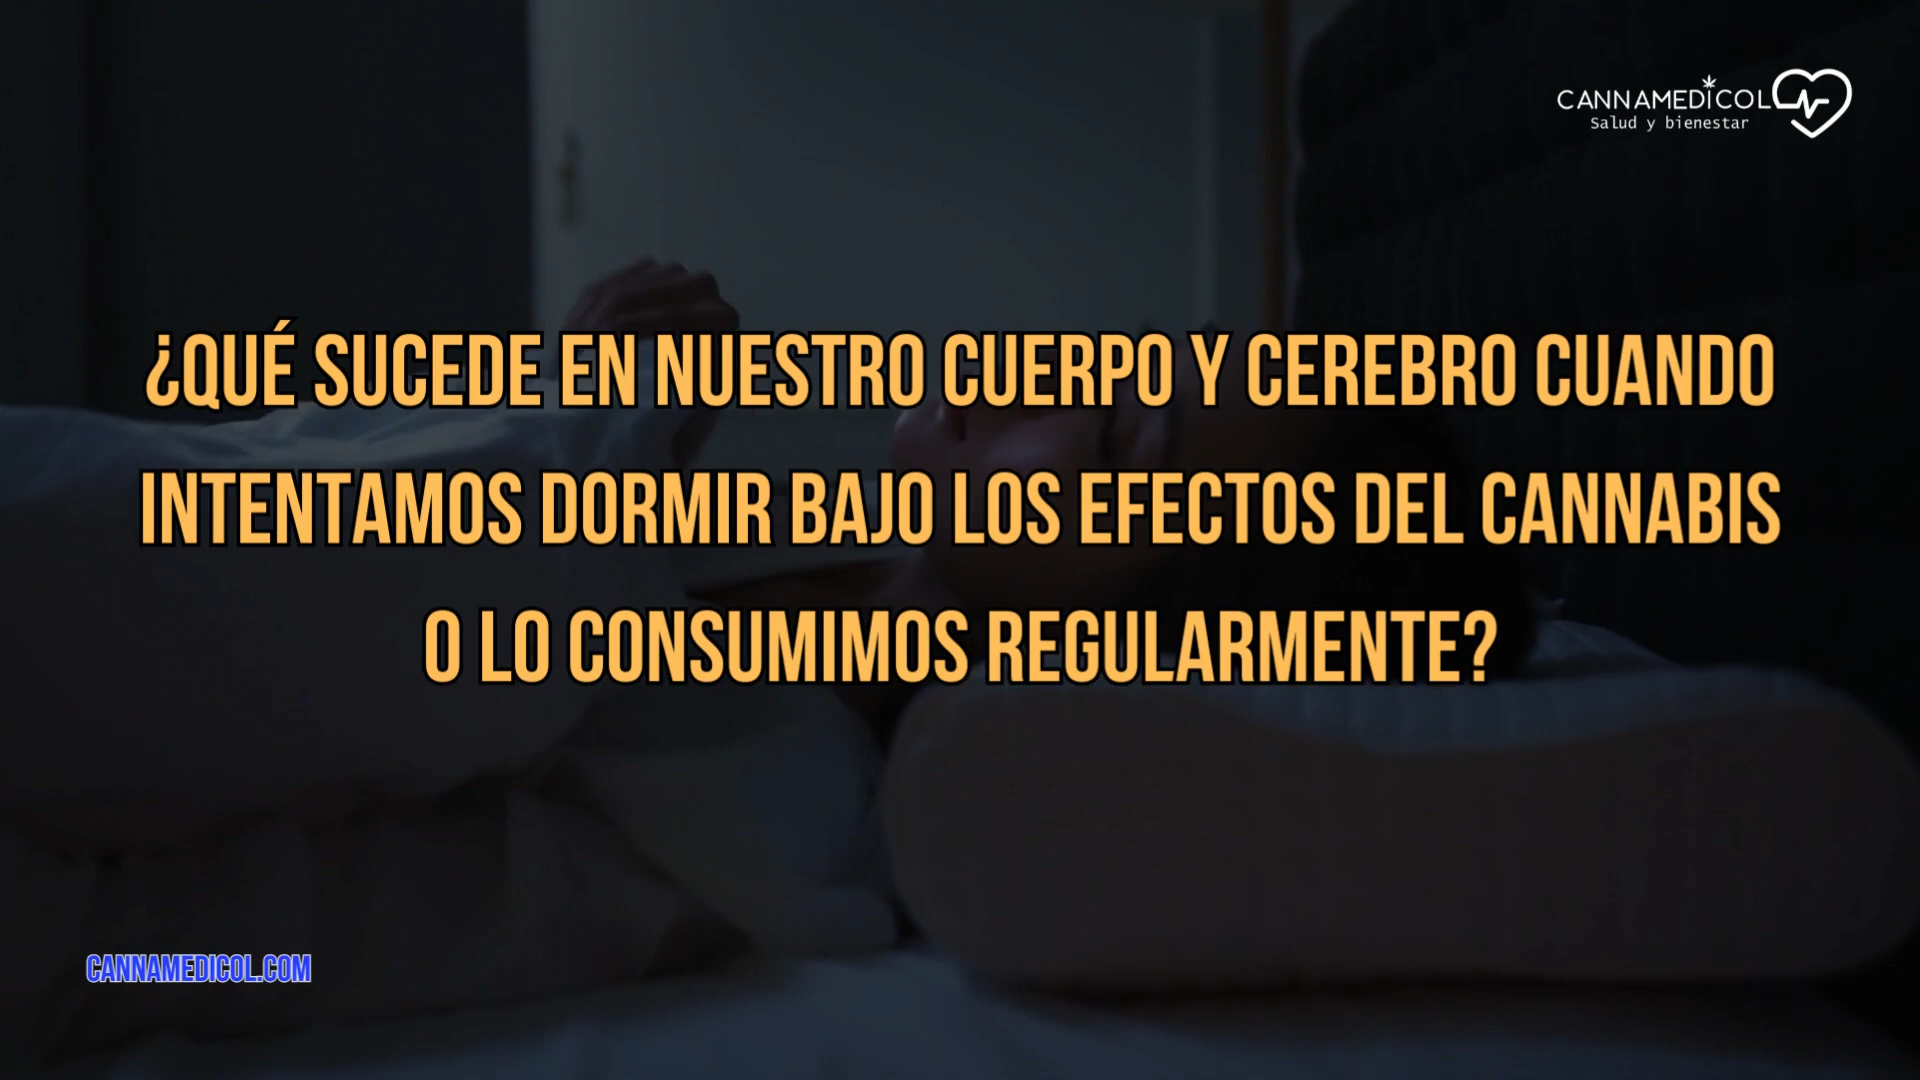 CANNAMEDICOL
Salud y bienestar
¿QUÉ SUCEDE EN NUESTRO CUERPO Y CEREBRO CUANDO
INTENTAMOS DORMIR BAJO LOS EFECTOS DEL CANNABIS
O LO CONSUMIMOS REGULARMENTE?
CANNAMEDICOL.COM